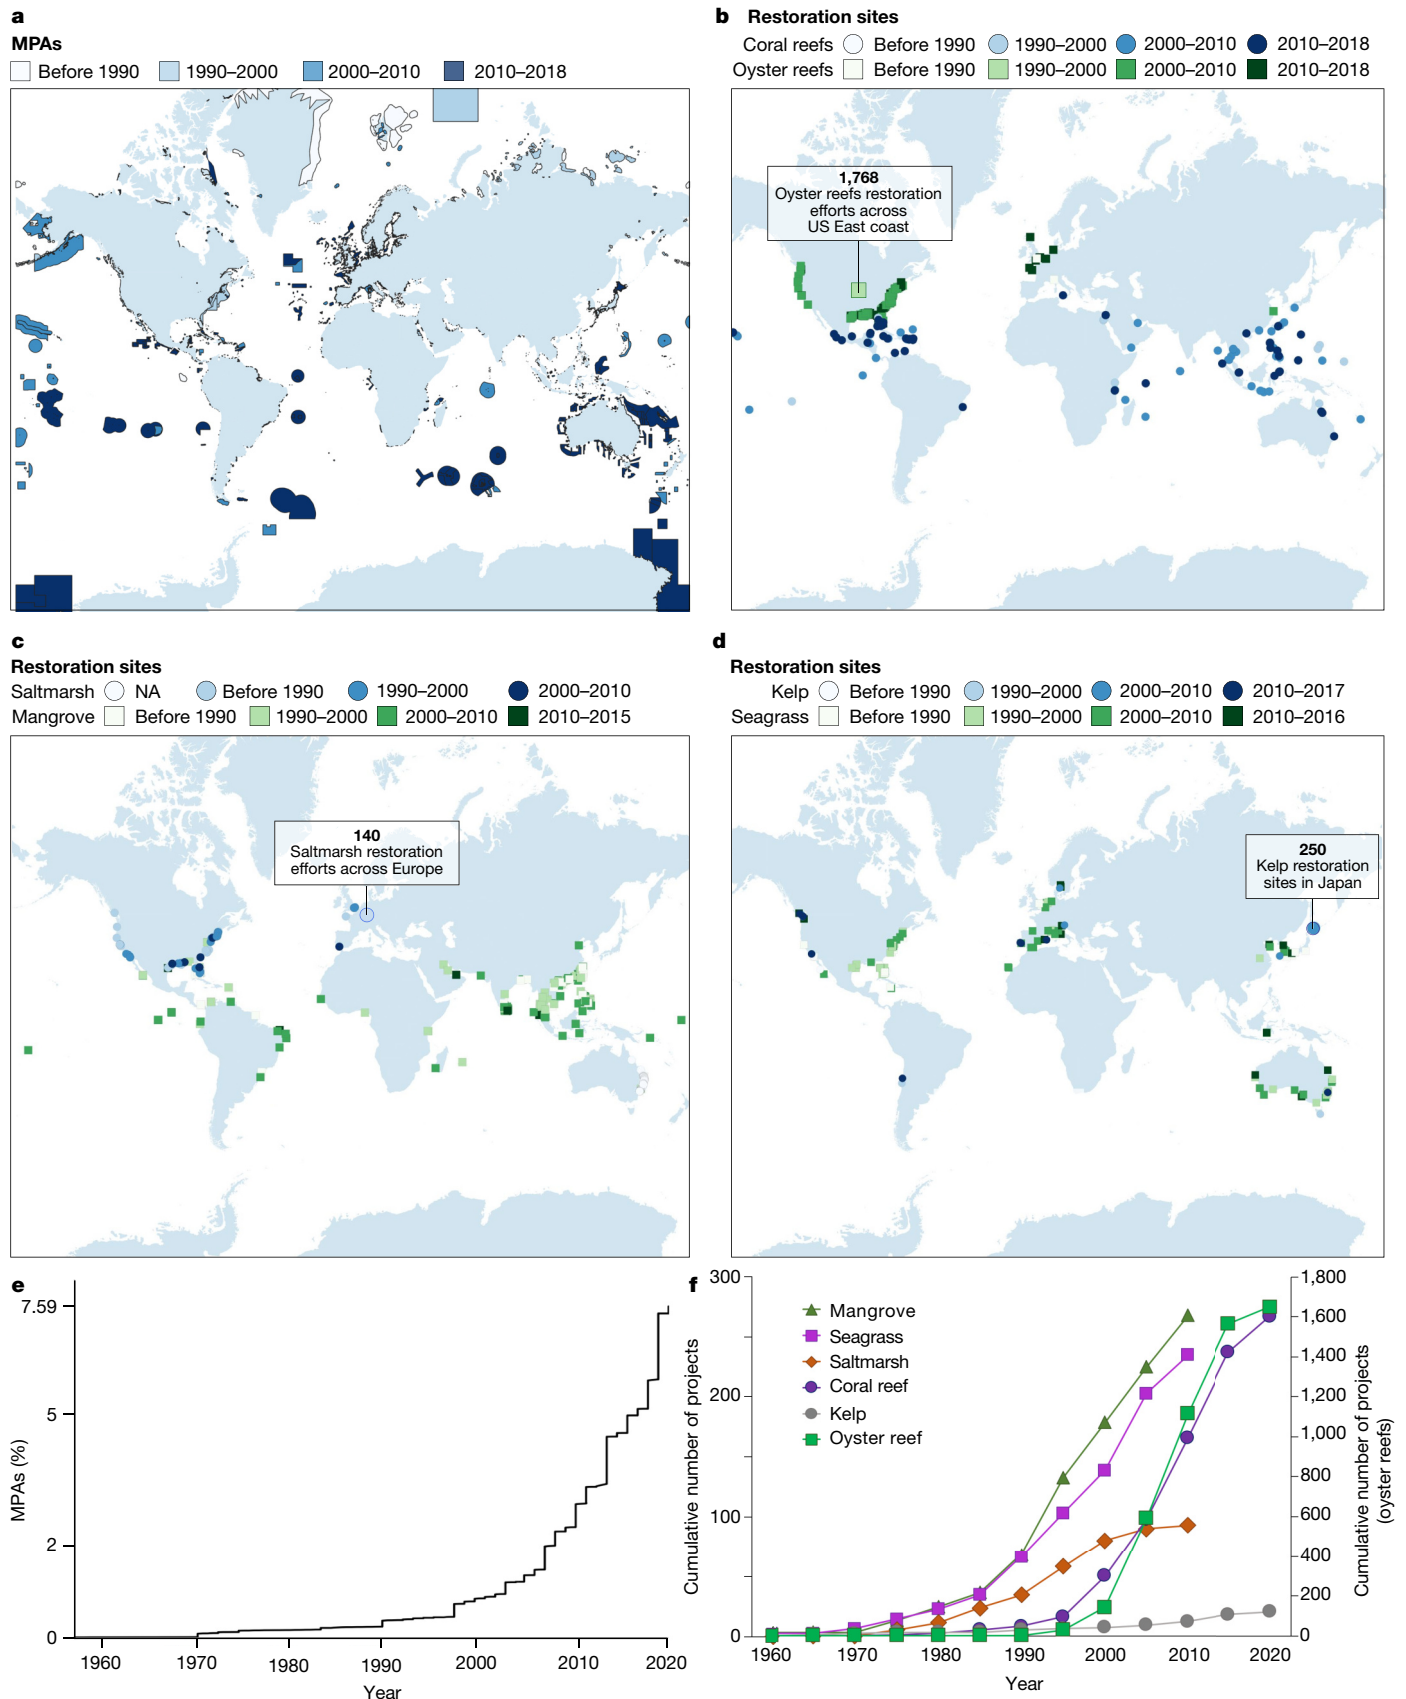 a
MPAs
Before 1990 1990–2000 2000–2010 2010–2018
b Restoration sites
Coral reefs Before 1990 1990–2000 2000–2010 2010–2018
Oyster reefs Before 1990 1990–2000 2000–2010 2010–2018
1,768
Oyster reefs restoration
efforts across
US East coast
c
Restoration sites
Saltmarsh NA Before 1990 1990–2000 2000–2010
Mangrove Before 1990 1990–2000 2000–2010 2010–2015
140
Saltmarsh restoration
efforts across Europe
d
Restoration sites
Kelp Before 1990 1990–2000 2000–2010 2010–2017
Seagrass Before 1990 1990–2000 2000–2010 2010–2016
250
Kelp restoration
sites in Japan
e
7.59
5
2
0
MPAs (%)
1960 1970 1980 1990 2000 2010 2020
Year
f
300
200
100
0
Cumulative number of projects
Mangrove
Seagrass
Saltmarsh
Coral reef
Kelp
Oyster reef
1,800
1,600
1,400
1,200
1,000
800
600
400
200
0
Cumulative number of projects
(oyster reefs)
1960 1970 1980 1990 2000 2010 2020
Year